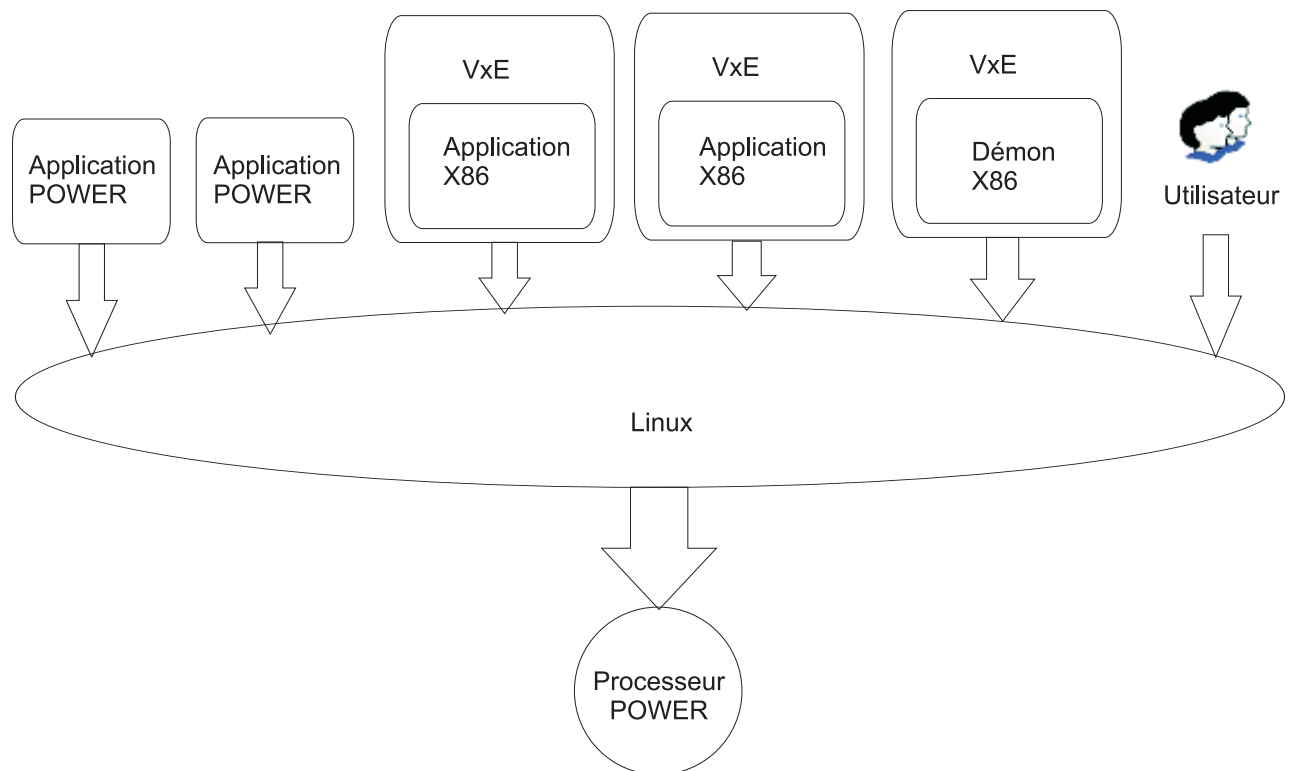 Application
POWER
Application
POWER
VxE
Application
X86
VxE
Application
X86
VxE
Démon
X86
Utilisateur
Linux
Processeur
POWER